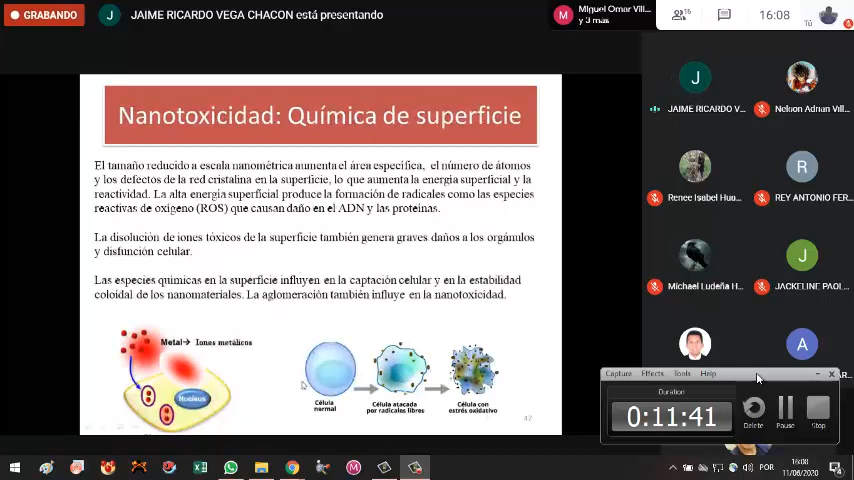 GRABANDO
J
JAIME RICARDO VEGA CHACON está presentando
M
Miguel Omar Vill...
y 3 más
16
16:08
Tú
Nanotoxicidad: Química de superficie
El tamaño reducido a escala nanométrica aumenta el área específica, el número de átomos
y los defectos de la red cristalina en la superficie, lo que aumenta la energía superficial y la
reactividad. La alta energía superficial produce la formación de radicales como las especies
reactivas de oxígeno (ROS) que causan daño en el ADN y las proteínas.
La disolución de iones tóxicos de la superficie también genera graves daños a los orgánulos
y disfunción celular.
Las especies químicas en la superficie influyen en la captación celular y en la estabilidad
coloidal de los nanomateriales. La aglomeración también influye en la nanotoxicidad.
Metal→ Iones metálicos
Nucleus
Célula
normal
Célula atacada
por radicales libres
Célula con
estrés oxidativo
47
J
JAIME RICARDO V...
Nelson Adrian Vill...
R
Renee Isabel Hua...
REY ANTONIO FER...
J
Michael Ludeña H...
JACKELINE PAOL...
A
Capture Effects Tools Help
Duration
0:11:41
Delete
Pause
Stop
POR
16:08
11/06/2020
4